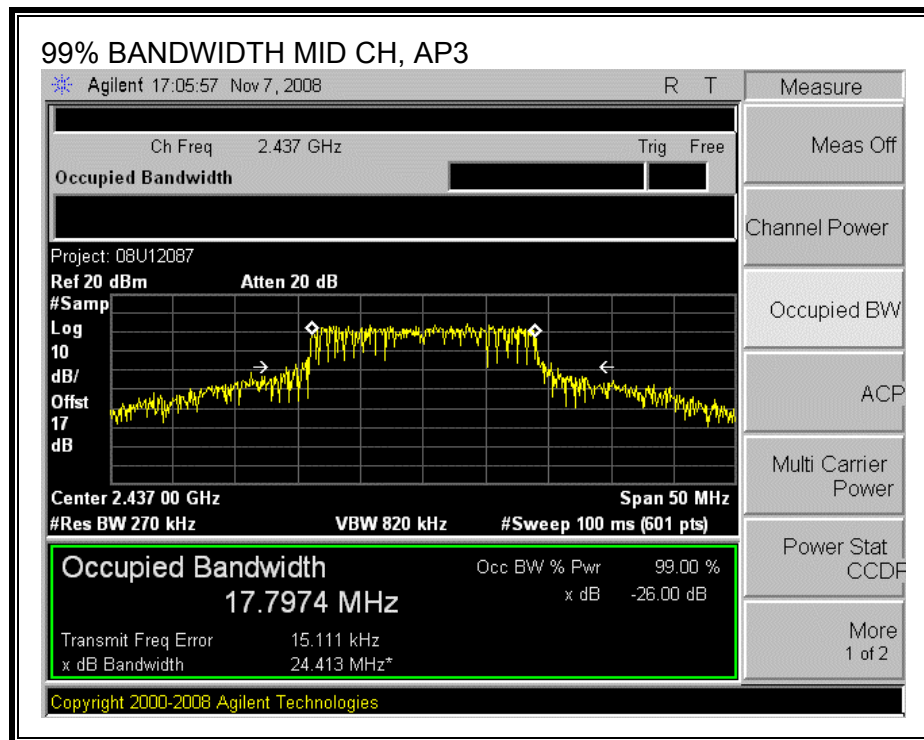 99% BANDWIDTH MID CH, AP3
Agilent 17:05:57 Nov 7, 2008 R T
Measure
Ch Freq 2.437 GHz Trig Free
Occupied Bandwidth
Meas Off
Channel Power
Occupied BW
ACP
Multi Carrier
Power
Power Stat
CCDF
More
1 of 2
Project: 08U12087
Ref 20 dBm Atten 20 dB
#Samp
Log
10
dB/
Offst
17
dB
Center 2.437 00 GHz Span 50 MHz
#Res BW 270 kHz VBW 820 kHz #Sweep 100 ms (601 pts)
Occupied Bandwidth Occ BW % Pwr 99.00 %
17.7974 MHz x dB -26.00 dB
Transmit Freq Error 15.111 kHz
x dB Bandwidth 24.413 MHz*
Copyright 2000-2008 Agilent Technologies